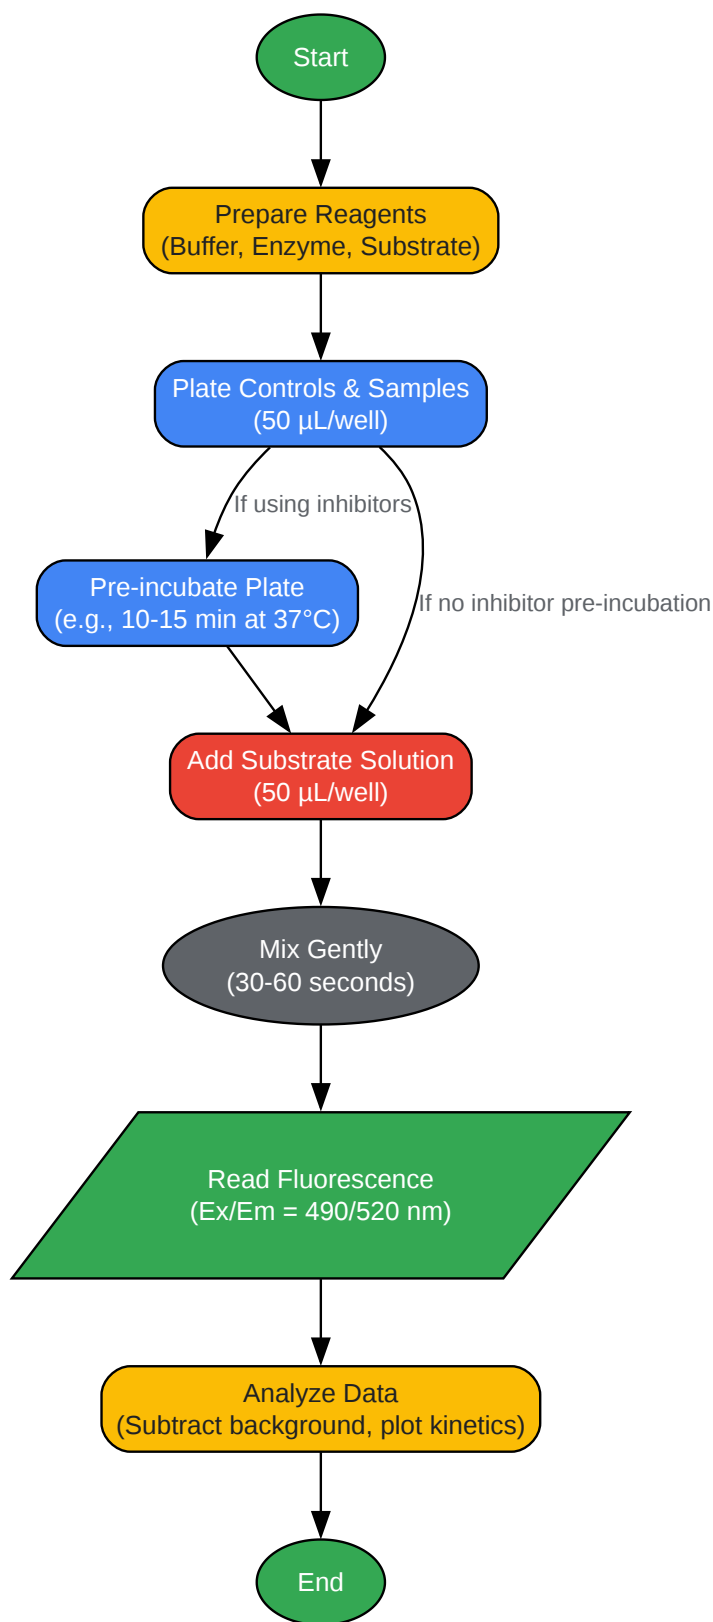 Start
Prepare Reagents
(Buffer, Enzyme, Substrate)
Plate Controls & Samples
(50 µL/well)
If using inhibitors
Pre-incubate Plate
(e.g., 10-15 min at 37°C)
If no inhibitor pre-incubation
Add Substrate Solution
(50 µL/well)
Mix Gently
(30-60 seconds)
Read Fluorescence
(Ex/Em = 490/520 nm)
Analyze Data
(Subtract background, plot kinetics)
End